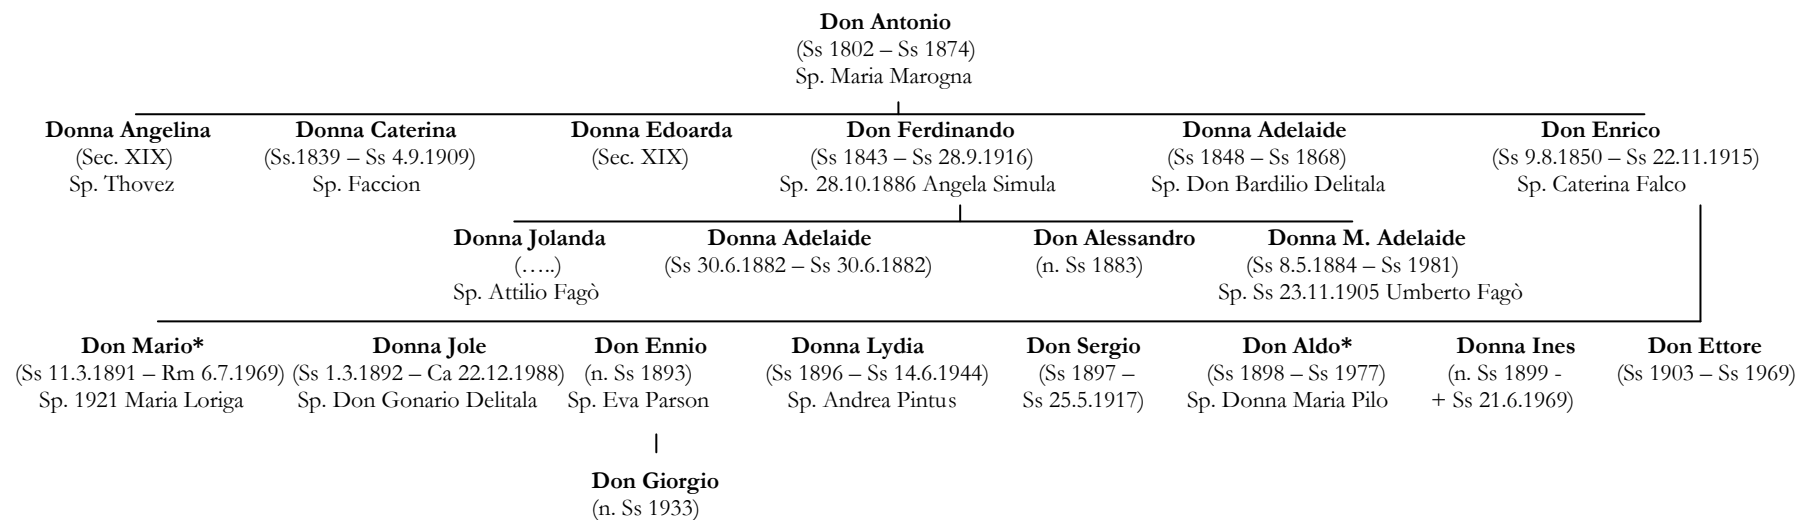 Don Antonio
(Ss 1802 – Ss 1874)
Sp. Maria Marogna
Donna Angelina
(Sec. XIX)
Sp. Thovez
Donna Caterina
(Ss.1839 – Ss 4.9.1909)
Sp. Faccion
Donna Edoarda
(Sec. XIX)
Don Ferdinando
(Ss 1843 – Ss 28.9.1916)
Sp. 28.10.1886 Angela Simula
Donna Adelaide
(Ss 1848 – Ss 1868)
Sp. Don Bardilio Delitala
Don Enrico
(Ss 9.8.1850 – Ss 22.11.1915)
Sp. Caterina Falco
Donna Jolanda
(…..)
Sp. Attilio Fagò
Donna Adelaide
(Ss 30.6.1882 – Ss 30.6.1882)
Don Alessandro
(n. Ss 1883)
Donna M. Adelaide
(Ss 8.5.1884 – Ss 1981)
Sp. Ss 23.11.1905 Umberto Fagò
Don Mario*
(Ss 11.3.1891 – Rm 6.7.1969)
Sp. 1921 Maria Loriga
Donna Jole
(Ss 1.3.1892 – Ca 22.12.1988)
Sp. Don Gonario Delitala
Don Ennio
(n. Ss 1893)
Sp. Eva Parson
Donna Lydia
(Ss 1896 – Ss 14.6.1944)
Sp. Andrea Pintus
Don Sergio
(Ss 1897 –
Ss 25.5.1917)
Don Aldo*
(Ss 1898 – Ss 1977)
Sp. Donna Maria Pilo
Donna Ines
(n. Ss 1899 -
+ Ss 21.6.1969)
Don Ettore
(Ss 1903 – Ss 1969)
Don Giorgio
(n. Ss 1933)